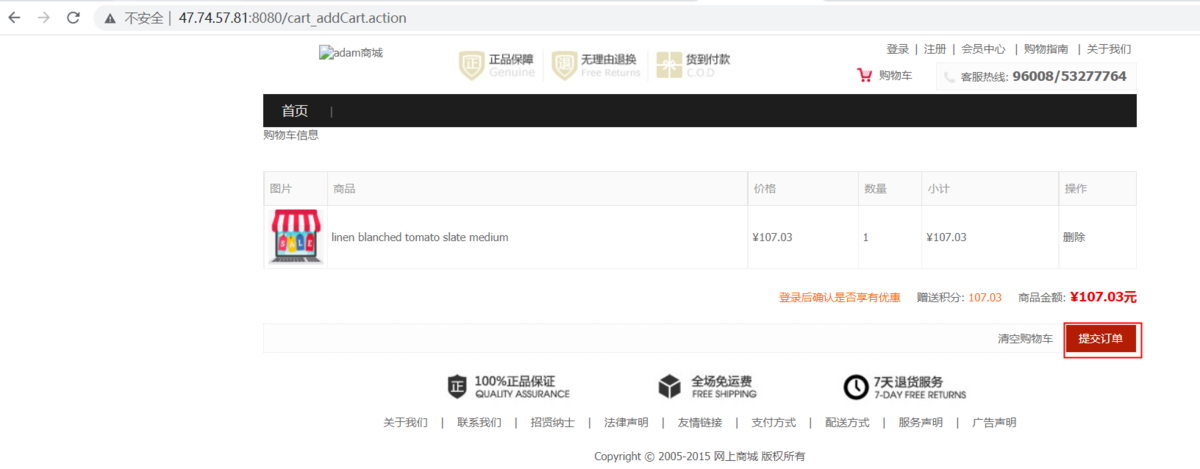 不安全 | 47.74.57.81:8080/cart_addCart.action
adam商城
正 正品保障 Genuine
退 无理由退换 Free Returns
货到付款 C.O.D
登录 | 注册 | 会员中心 | 购物指南 | 关于我们
购物车 客服热线: 96008/53277764
首页 |
购物车信息
图片 商品 价格 数量 小计 操作
SALE linen blanched tomato slate medium ¥107.03 1 ¥107.03 删除
登录后确认是否享有优惠 赠送积分: 107.03 商品金额: ¥107.03元
清空购物车 提交订单
正 100%正品保证 QUALITY ASSURANCE
全场免运费 FREE SHIPPING
7天退货服务 7-DAY FREE RETURNS
关于我们 | 联系我们 | 招贤纳士 | 法律声明 | 友情链接 | 支付方式 | 配送方式 | 服务声明 | 广告声明
Copyright © 2005-2015 网上商城 版权所有